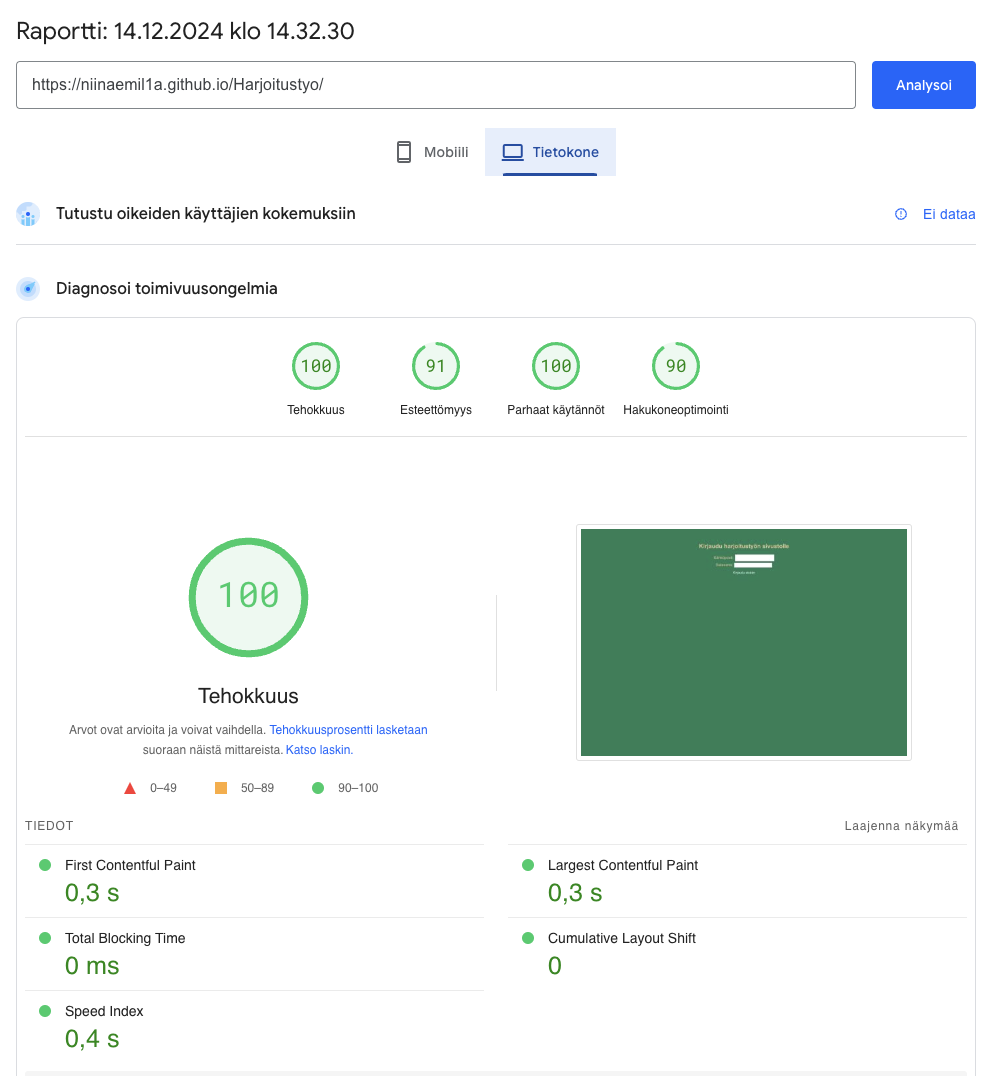 Raportti: 14.12.2024 klo 14.32.30
https://niinaemil1a.github.io/Harjoitustyo/
Analysoi
Mobiili
Tietokone
Tutustu oikeiden käyttäjien kokemuksiin
Ei dataa
Diagnosoi toimivuusongelmia
100
91
100
90
Tehokkuus
Esteettömyys
Parhaat käytännöt
Hakukoneoptimointi
100
Tehokkuus
Arvot ovat arvioita ja voivat vaihdella. Tehokkuusprosentti lasketaan
suoraan näistä mittareista. Katso laskin.
0–49
50–89
90–100
Kirjaudu harjoitustyön sivustolle
TIEDOT
Laajenna näkymää
First Contentful Paint
0,3 s
Largest Contentful Paint
0,3 s
Total Blocking Time
0 ms
Cumulative Layout Shift
0
Speed Index
0,4 s